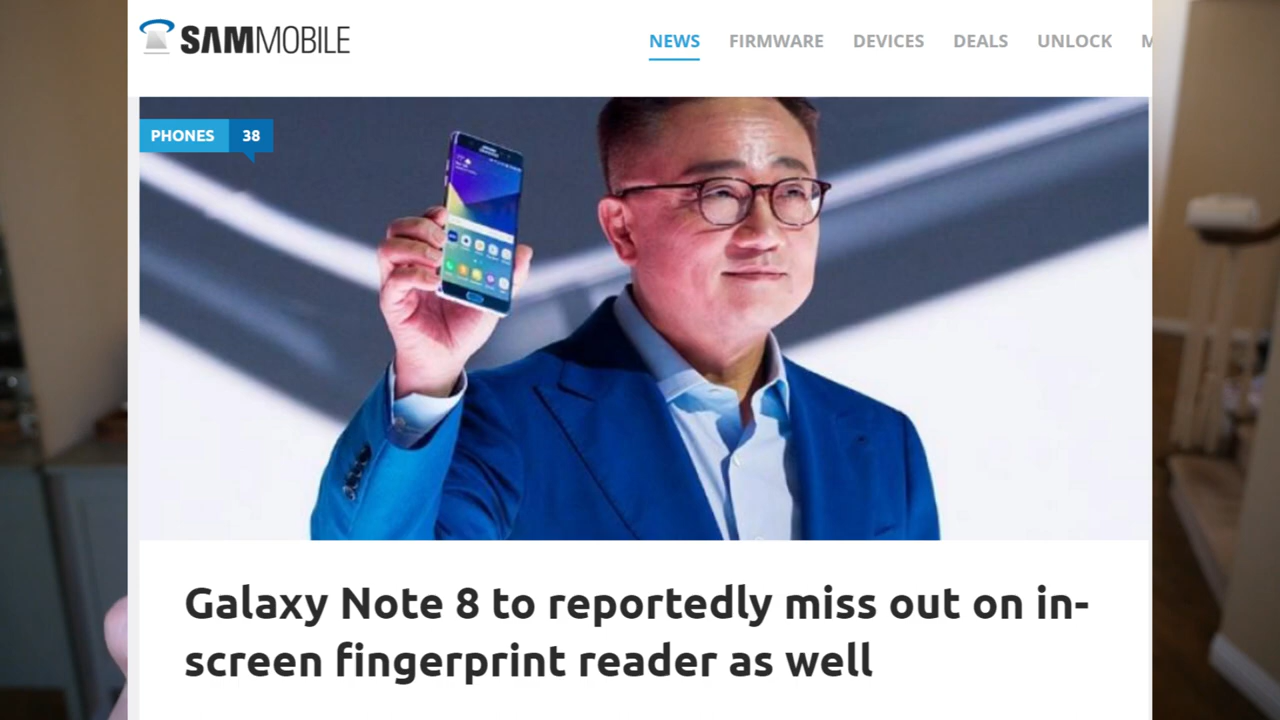 SAMMOBILE
NEWS FIRMWARE DEVICES DEALS UNLOCK M
PHONES 38
Galaxy Note 8 to reportedly miss out on in-
screen fingerprint reader as well